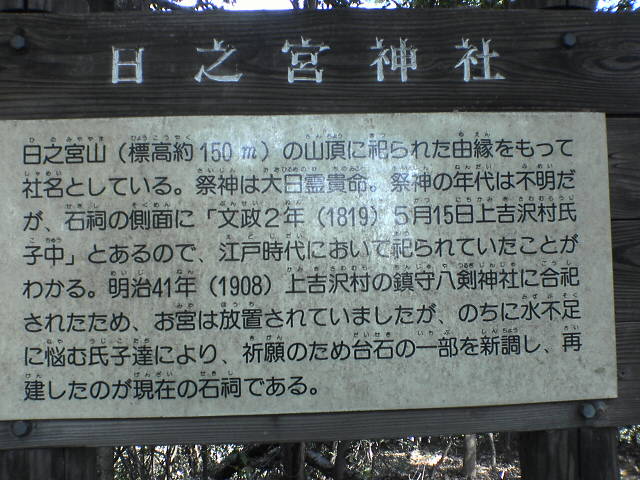 日之宮神社
日之宮山（標高約150m）の山頂に祀られた由縁をもって
社名としている。祭神は大日霊貴命。祭神の年代は不明だ
が、石祠の側面に「文政2年（1819）5月15日上吉沢村氏
子中」とあるので、江戸時代において祀られていたことが
わかる。明治41年（1908）上吉沢村の鎮守八剣神社に合祀
されたため、お宮は放置されていましたが、のちに水不足
に悩む氏子達により、祈願のため台石の一部を新調し、再
建したのが現在の石祠である。